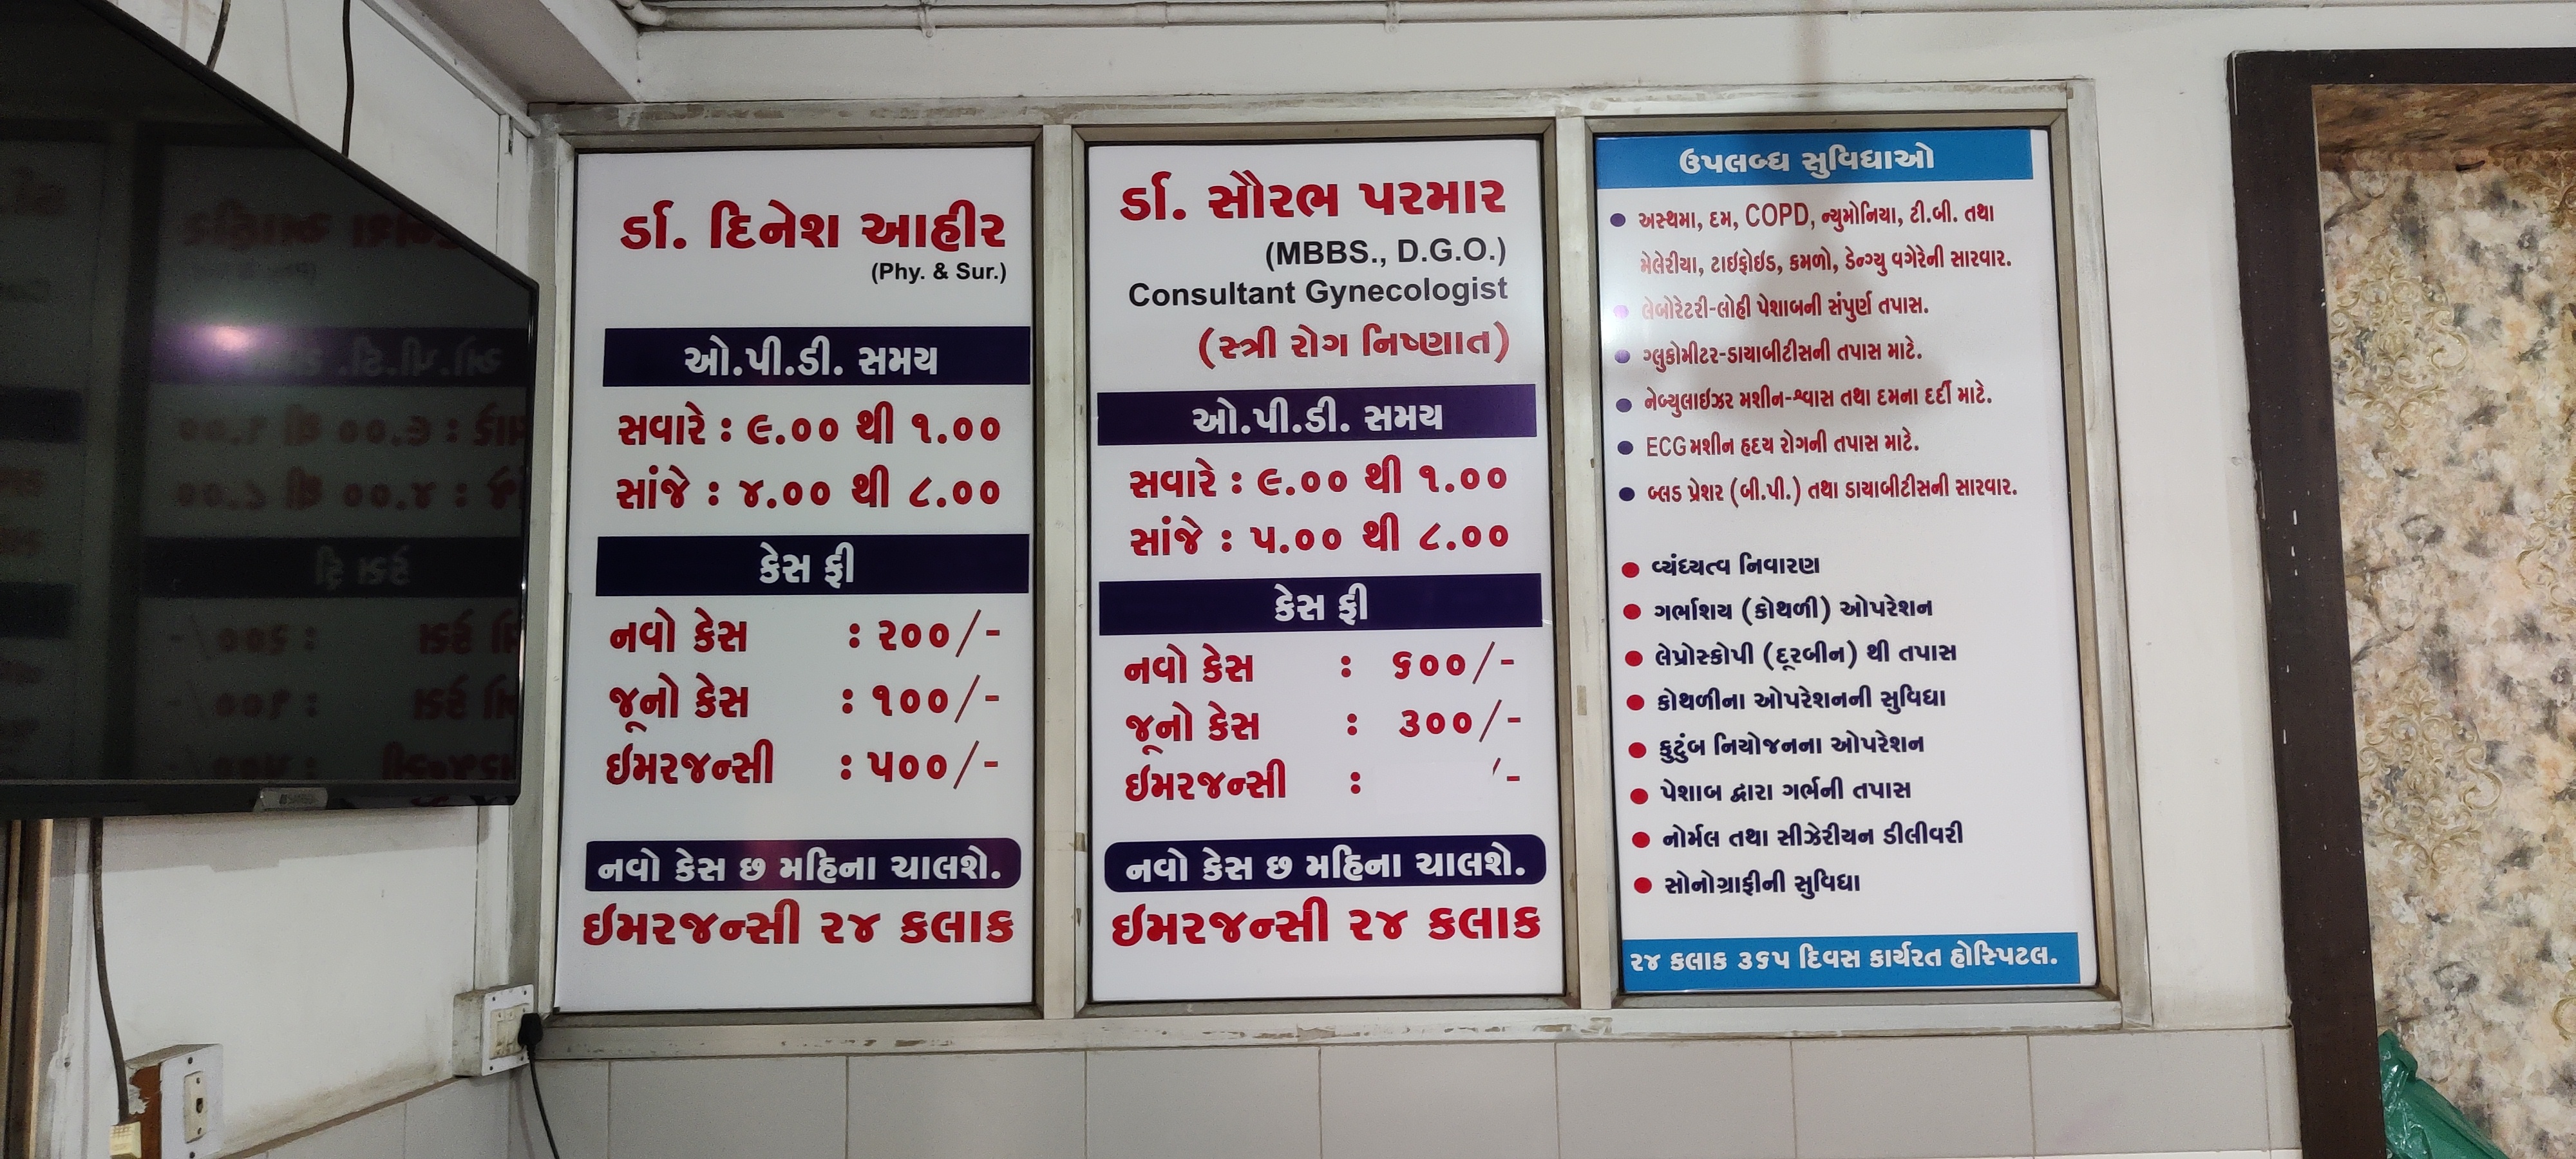 ર્ડા. દિનેશ આહીર
(Phy. & Sur.)
ઓ.પી.ડી. સમય
સવારે : ૯.૦૦ થી ૧.૦૦
સાંજે : ૪.૦૦ થી ૮.૦૦
કેસ ફી
નવો કેસ : ૨૦૦/-
જૂનો કેસ : ૧૦૦/-
ઈમરજન્સી : ૫૦૦/-
નવો કેસ છ મહિના ચાલશે.
ઈમરજન્સી ૨૪ કલાક
ર્ડા. સૌરભ પરમાર
(MBBS., D.G.O.)
Consultant Gynecologist
(સ્ત્રી રોગ નિષ્ણાત)
ઓ.પી.ડી. સમય
સવારે : ૯.૦૦ થી ૧.૦૦
સાંજે : ૫.૦૦ થી ૮.૦૦
કેસ ફી
નવો કેસ : ૬૦૦/-
જૂનો કેસ : ૩૦૦/-
ઈમરજન્સી : /-
નવો કેસ છ મહિના ચાલશે.
ઈમરજન્સી ૨૪ કલાક
ઉપલબ્ધ સુવિધાઓ
અસ્થમા, દમ, COPD, ન્યુમોનિયા, ટી.બી. તથા
મેલેરીયા, ટાઈફોઈડ, કમળો, ડેન્ગ્યુ વગેરેની સારવાર.
લેબોરેટરી-લોહી પેશાબની સંપુર્ણ તપાસ.
ગ્લુકોમીટર-ડાયાબીટીસની તપાસ માટે.
નેબ્યુલાઈઝર મશીન-શ્વાસ તથા દમના દર્દી માટે.
ECG મશીન હૃદય રોગની તપાસ માટે.
બ્લડ પ્રેશર (બી.પી.) તથા ડાયાબીટીસની સારવાર.
વ્યંધ્યત્વ નિવારણ
ગર્ભાશય (કોથળી) ઓપરેશન
લેપ્રોસ્કોપી (દૂરબીન) થી તપાસ
કોથળીના ઓપરેશનની સુવિધા
કુટુંબ નિયોજનના ઓપરેશન
પેશાબ દ્વારા ગર્ભની તપાસ
નોર્મલ તથા સીઝેરીયન ડીલીવરી
સોનોગ્રાફીની સુવિધા
૨૪ કલાક ૩૬૫ દિવસ કાર્યરત હોસ્પિટલ.